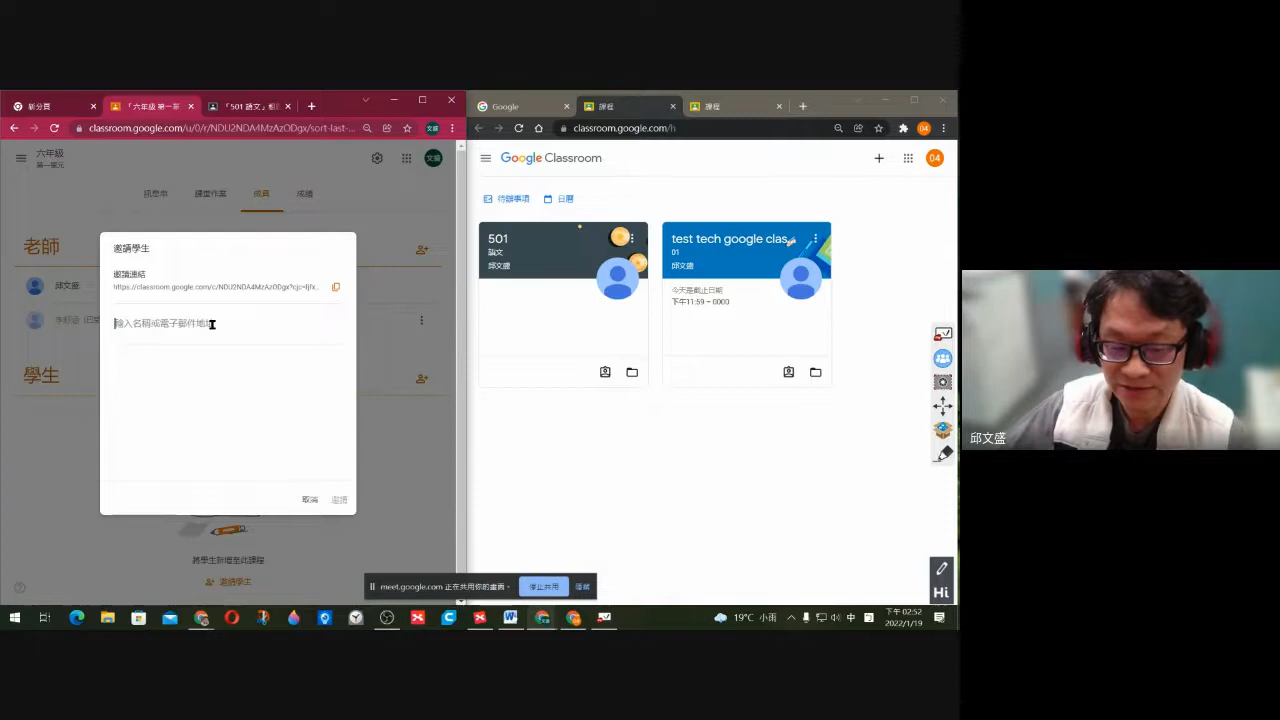 新分頁
「六年級 第一單
「501
classroom.google.com/u/0/r/NDU2NDA4MzAzODgx/sort-last-...
文盛
六年級
第一單元
文盛
訊息串
課堂作業
成員
成績
老師
邱文盛
學生
邀請學生
邀請連結
https://classroom.google.com/c/NDU2NDA4MzAzODgx?cjc=
輸入名稱或電子郵件地址
取消
邀請
將學生新增至此課程
邀請學生
meet.google.com 正在共用你的畫面。
停止共用
隱藏
Google
課程
課程
classroom.google.com/h
04
Google Classroom
04
待辦事項
日曆
501
邱文盛
test tech google clas
01
邱文盛
今天是截止日期
下午11:59 – 0000
Hi
19°C 小雨
中
下午 02:52
2022/1/19
邱文盛